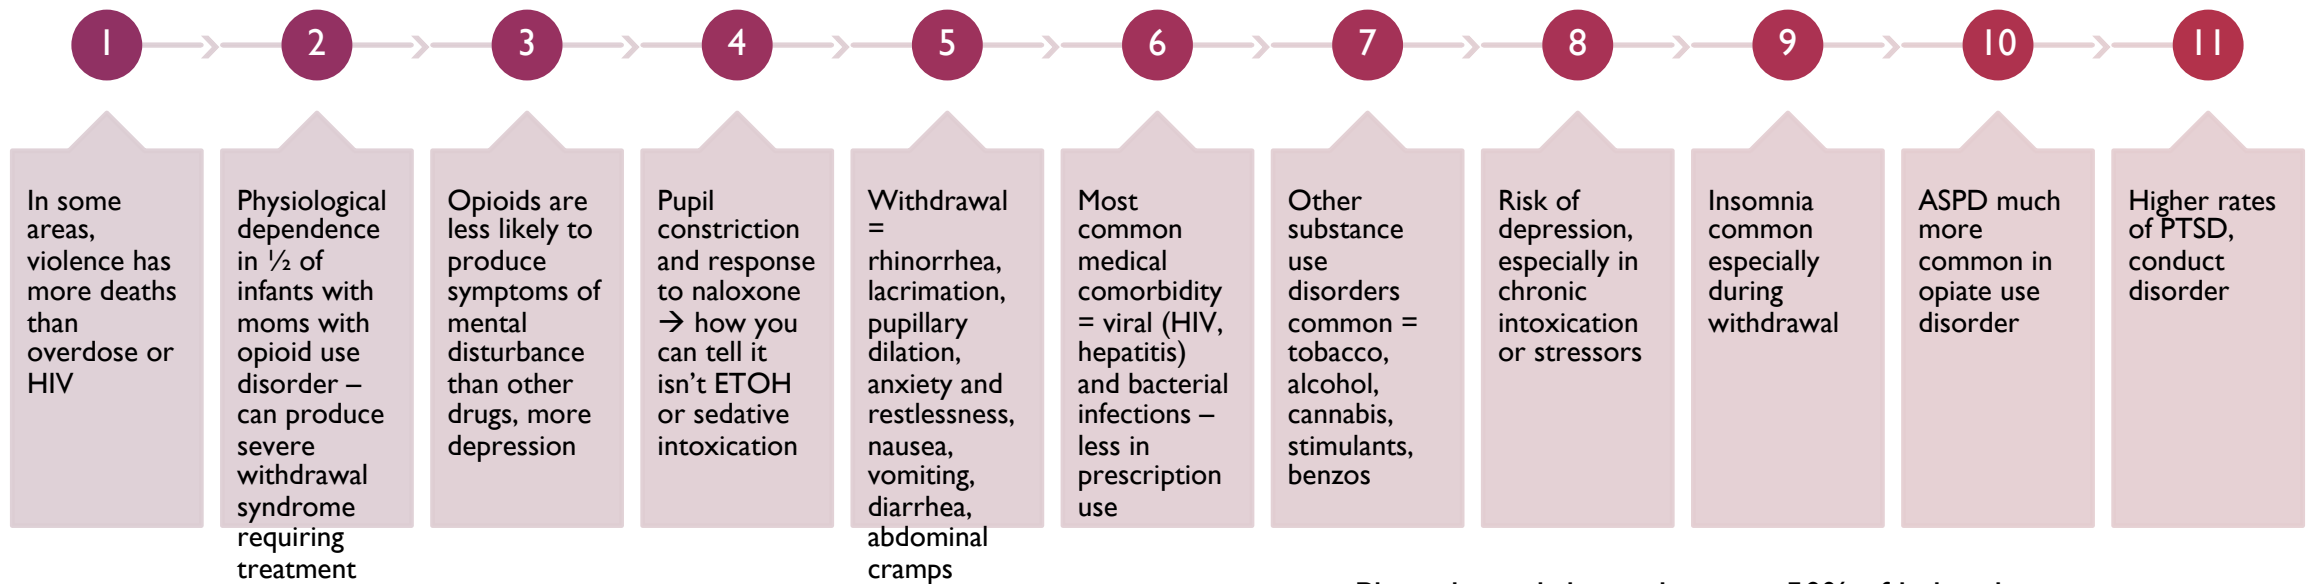 1
2
3
4
5
6
7
8
9
10
11
In some
areas,
violence has
more deaths
than
overdose or
HIV
Physiological
dependence
in ½ of
infants with
moms with
opioid use
disorder –
can produce
severe
withdrawal
syndrome
requiring
treatment
Opioids are
less likely to
produce
symptoms of
mental
disturbance
than other
drugs, more
depression
Pupil
constriction
and response
to naloxone
→ how you
can tell it
isn’t ETOH
or sedative
intoxication
Withdrawal
=
rhinorrhea,
lacrimation,
pupillary
dilation,
anxiety and
restlessness,
nausea,
vomiting,
diarrhea,
abdominal
cramps
Most
common
medical
comorbidity
= viral (HIV,
hepatitis)
and bacterial
infections –
less in
prescription
use
Other
substance
use
disorders
common =
tobacco,
alcohol,
cannabis,
stimulants,
benzos
Risk of
depression,
especially in
chronic
intoxication
or stressors
Insomnia
common
especially
during
withdrawal
ASPD much
more
common in
opiate use
disorder
Higher rates
of PTSD,
conduct
disorder